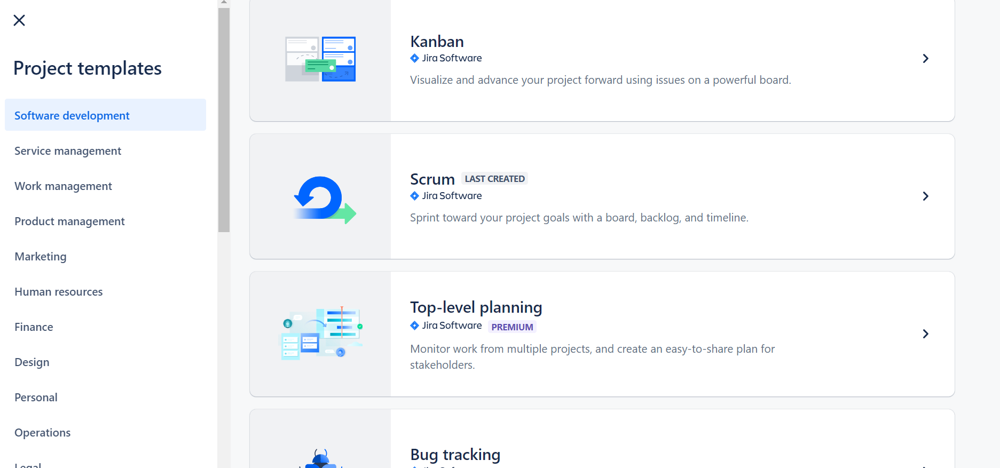 Project templates
Software development
Service management
Work management
Product management
Marketing
Human resources
Finance
Design
Personal
Operations
Legal
Kanban
Jira Software
Visualize and advance your project forward using issues on a powerful board.
Scrum LAST CREATED
Jira Software
Sprint toward your project goals with a board, backlog, and timeline.
Top-level planning
Jira Software PREMIUM
Monitor work from multiple projects, and create an easy-to-share plan for
stakeholders.
Bug tracking